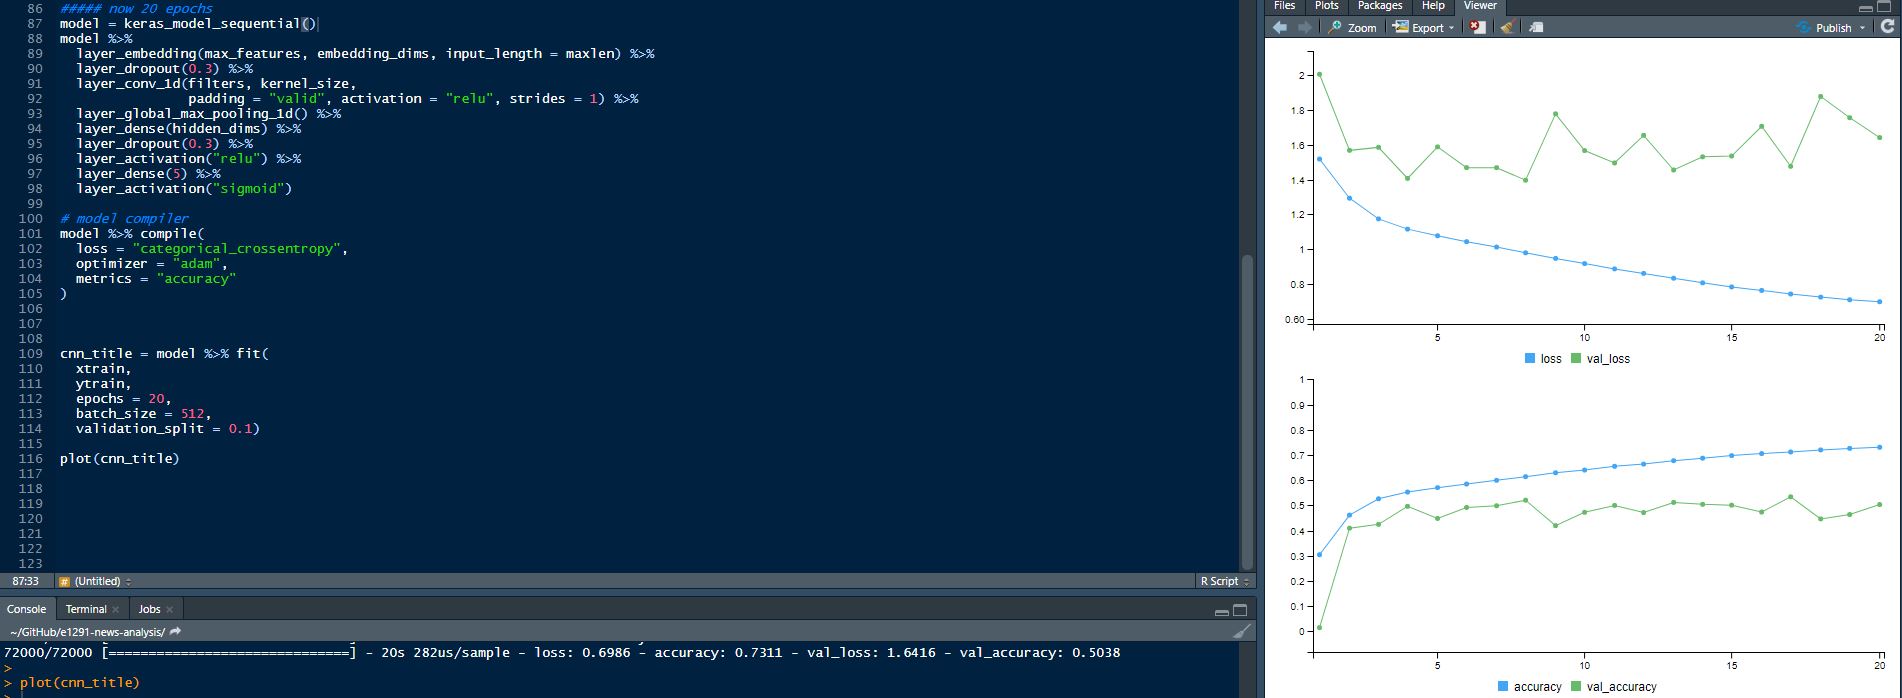 86 ##### now 20 epochs
87 model = keras_model_sequential()
88 model %>%
89 layer_embedding(max_features, embedding_dims, input_length = maxlen) %>%
90 layer_dropout(0.3) %>%
91 layer_conv_1d(filters, kernel_size,
92 padding = "valid", activation = "relu", strides = 1) %>%
93 layer_global_max_pooling_1d() %>%
94 layer_dense(hidden_dims) %>%
95 layer_dropout(0.3) %>%
96 layer_activation("relu") %>%
97 layer_dense(5) %>%
98 layer_activation("sigmoid")
99
100 # model compiler
101 model %>% compile(
102 loss = "categorical_crossentropy",
103 optimizer = "adam",
104 metrics = "accuracy"
105 )
106
107
108
109 cnn_title = model %>% fit(
110 xtrain,
111 ytrain,
112 epochs = 20,
113 batch_size = 512,
114 validation_split = 0.1)
115
116 plot(cnn_title)
117
118
119
120
121
122
123
87:33 # (Untitled) R Script
Console Terminal Jobs
~/GitHub/e1291-news-analysis/
72000/72000 [==============================] - 20s 282us/sample - loss: 0.6986 - accuracy: 0.7311 - val_loss: 1.6416 - val_accuracy: 0.5038
>
> plot(cnn_title)
>
Files Plots Packages Help Viewer
Zoom Export Publish
2
1.8
1.6
1.4
1.2
1
0.8
0.60
5 10 15 20
loss val_loss
1
0.9
0.8
0.7
0.6
0.5
0.4
0.3
0.2
0.1
0
5 10 15 20
accuracy val_accuracy